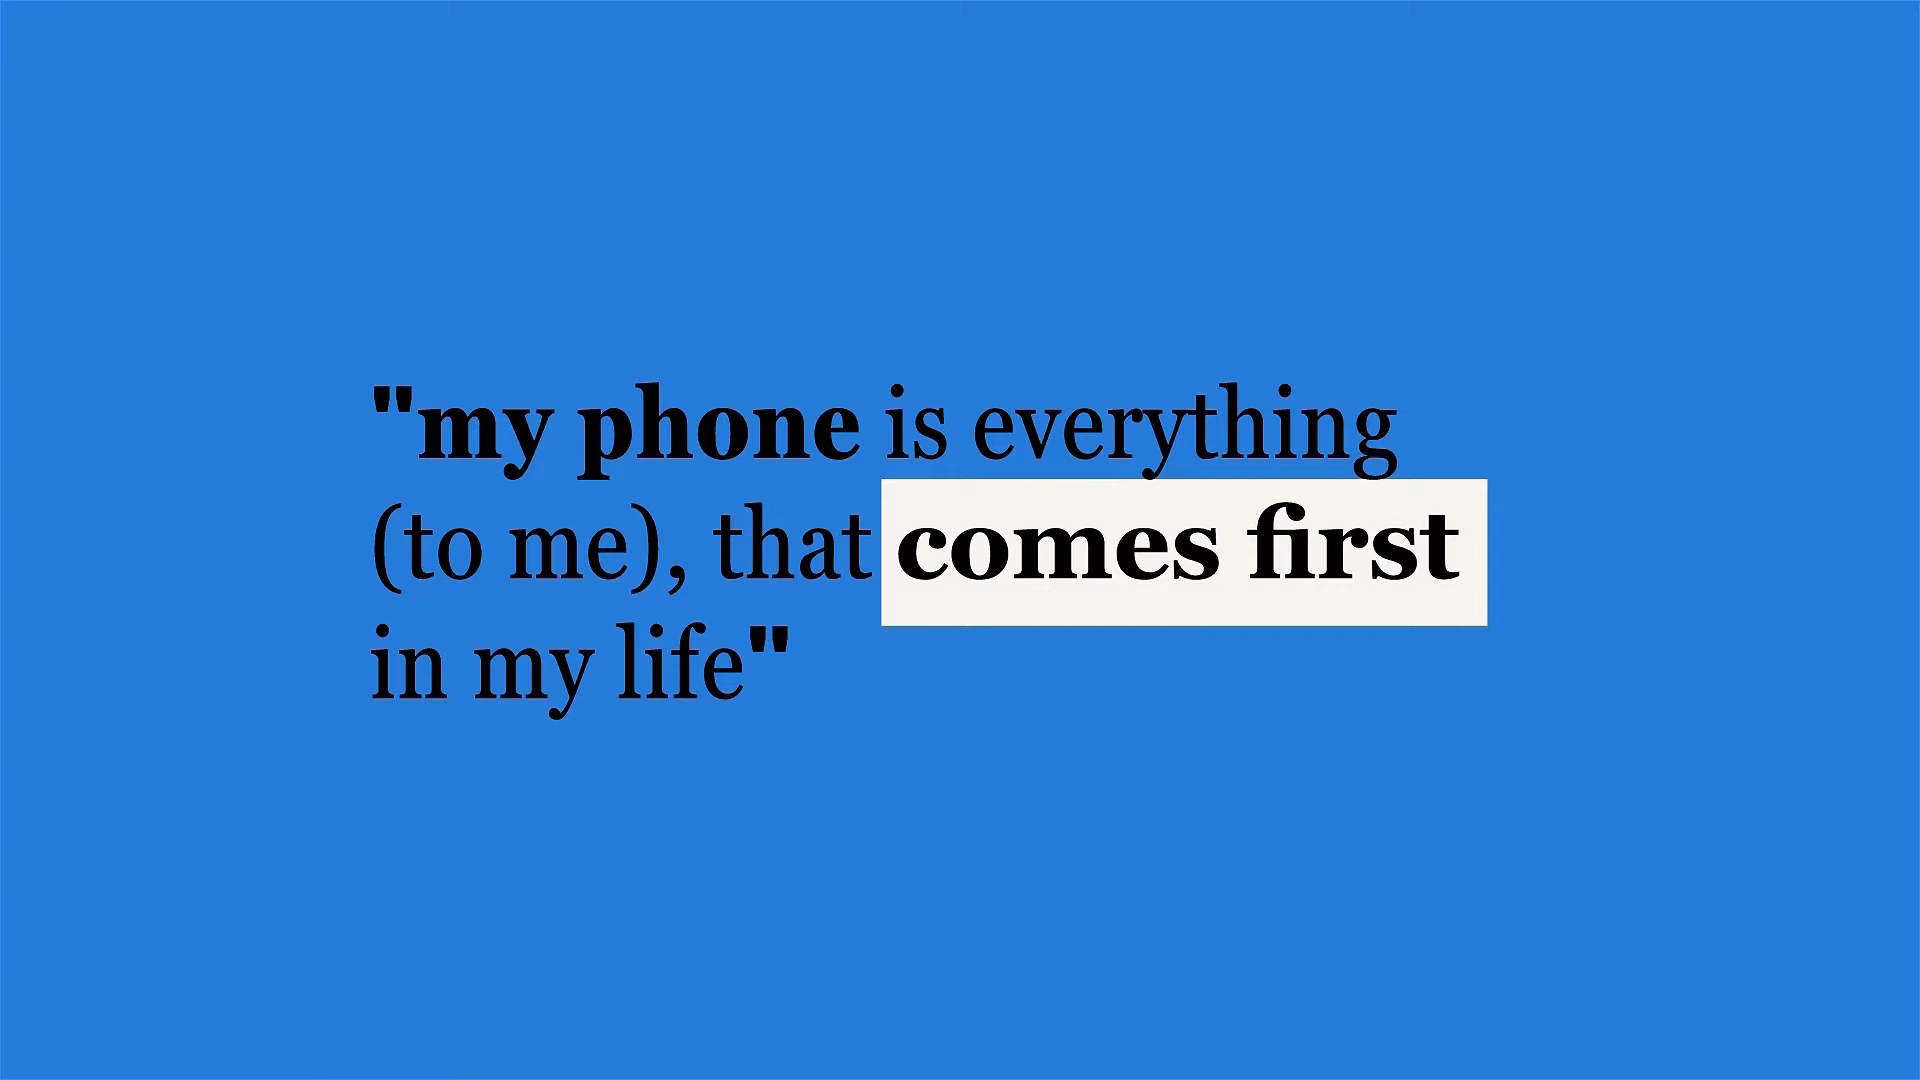 "my phone is everything
(to me), that comes first
in my life"